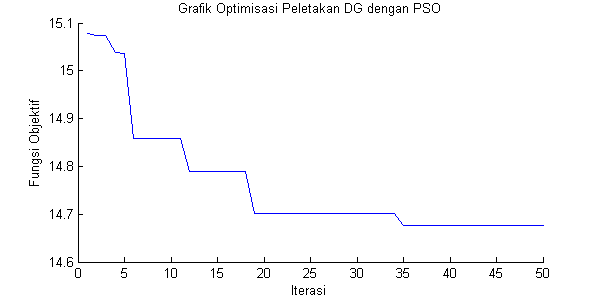 Grafik Optimisasi Peletakan DG dengan PSO
15.1
15
14.9
14.8
14.7
14.6
Fungsi Objektif
0 5 10 15 20 25 30 35 40 45 50
Iterasi